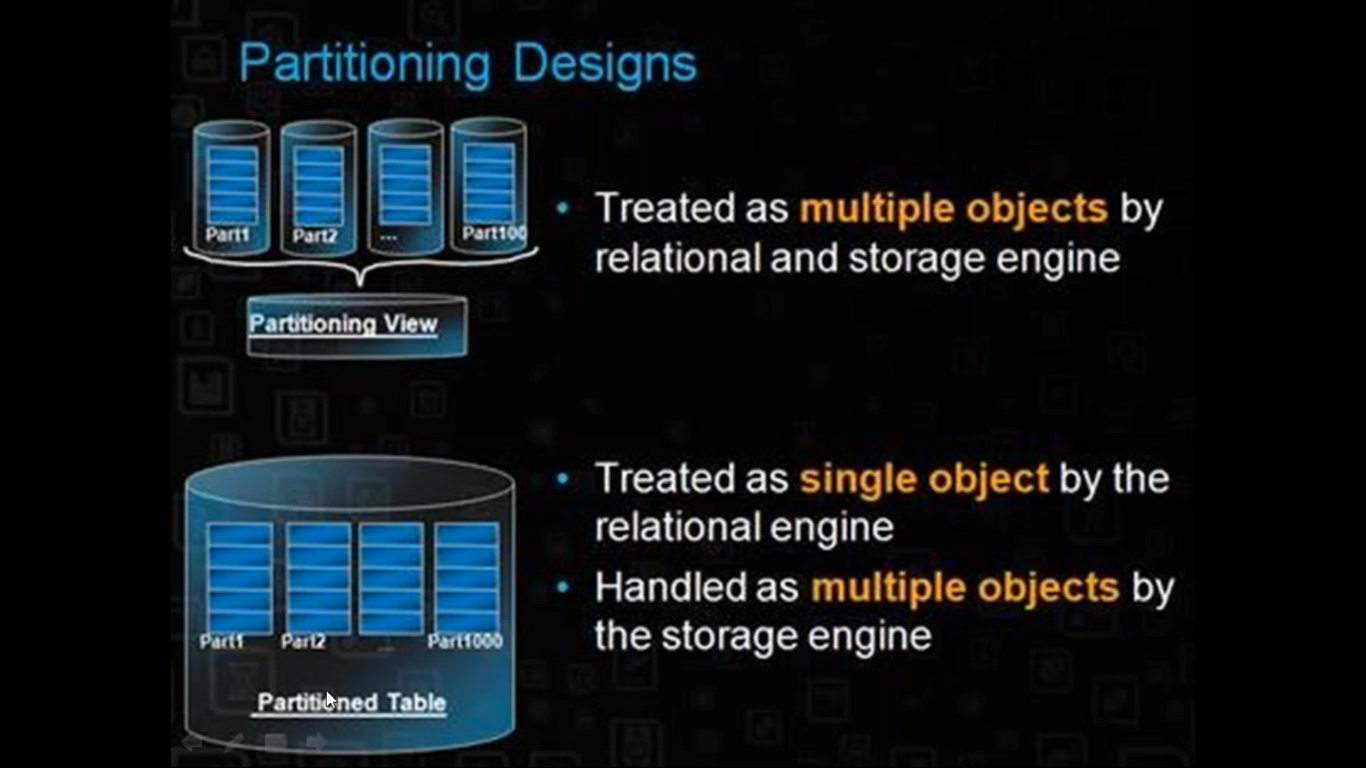 Partitioning Designs
Part1 Part2 ... Part100
Partitioning View
• Treated as multiple objects by
relational and storage engine
Part1 Part2 ... Part1000
Partitioned Table
• Treated as single object by the
relational engine
• Handled as multiple objects by
the storage engine